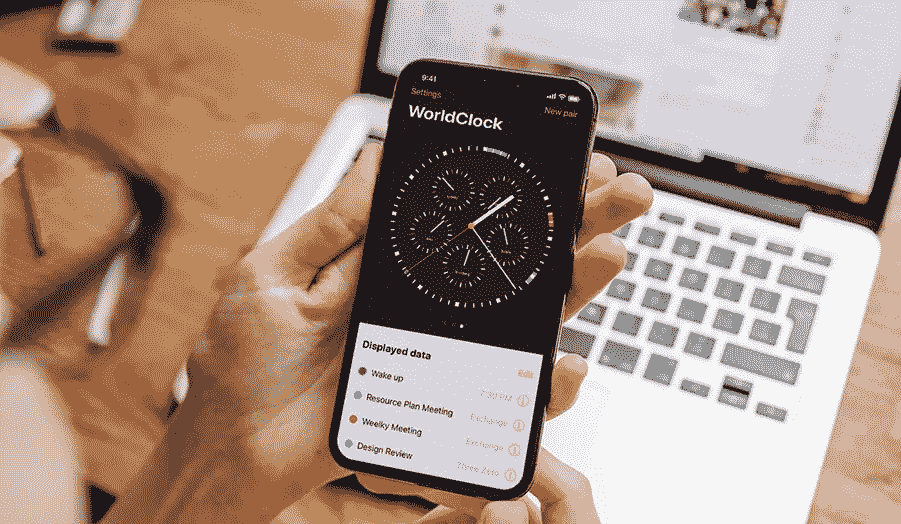 9:41
Settings
New pair
WorldClock
Displayed data
Edit
Wake up
7:30 PM
Resource Plan Meeting
Exchange
Weelky Meeting
Exchange
Design Review
Three Zero